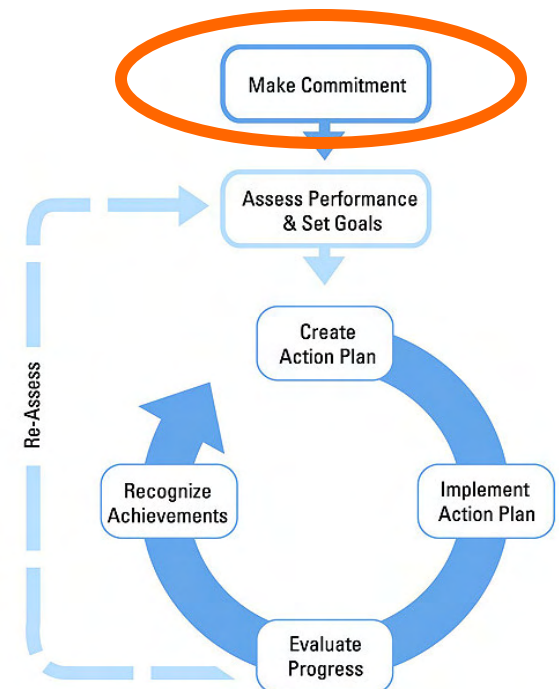 Make Commitment
Assess Performance
& Set Goals
Create
Action Plan
Re-Assess
Recognize
Achievements
Implement
Action Plan
Evaluate
Progress